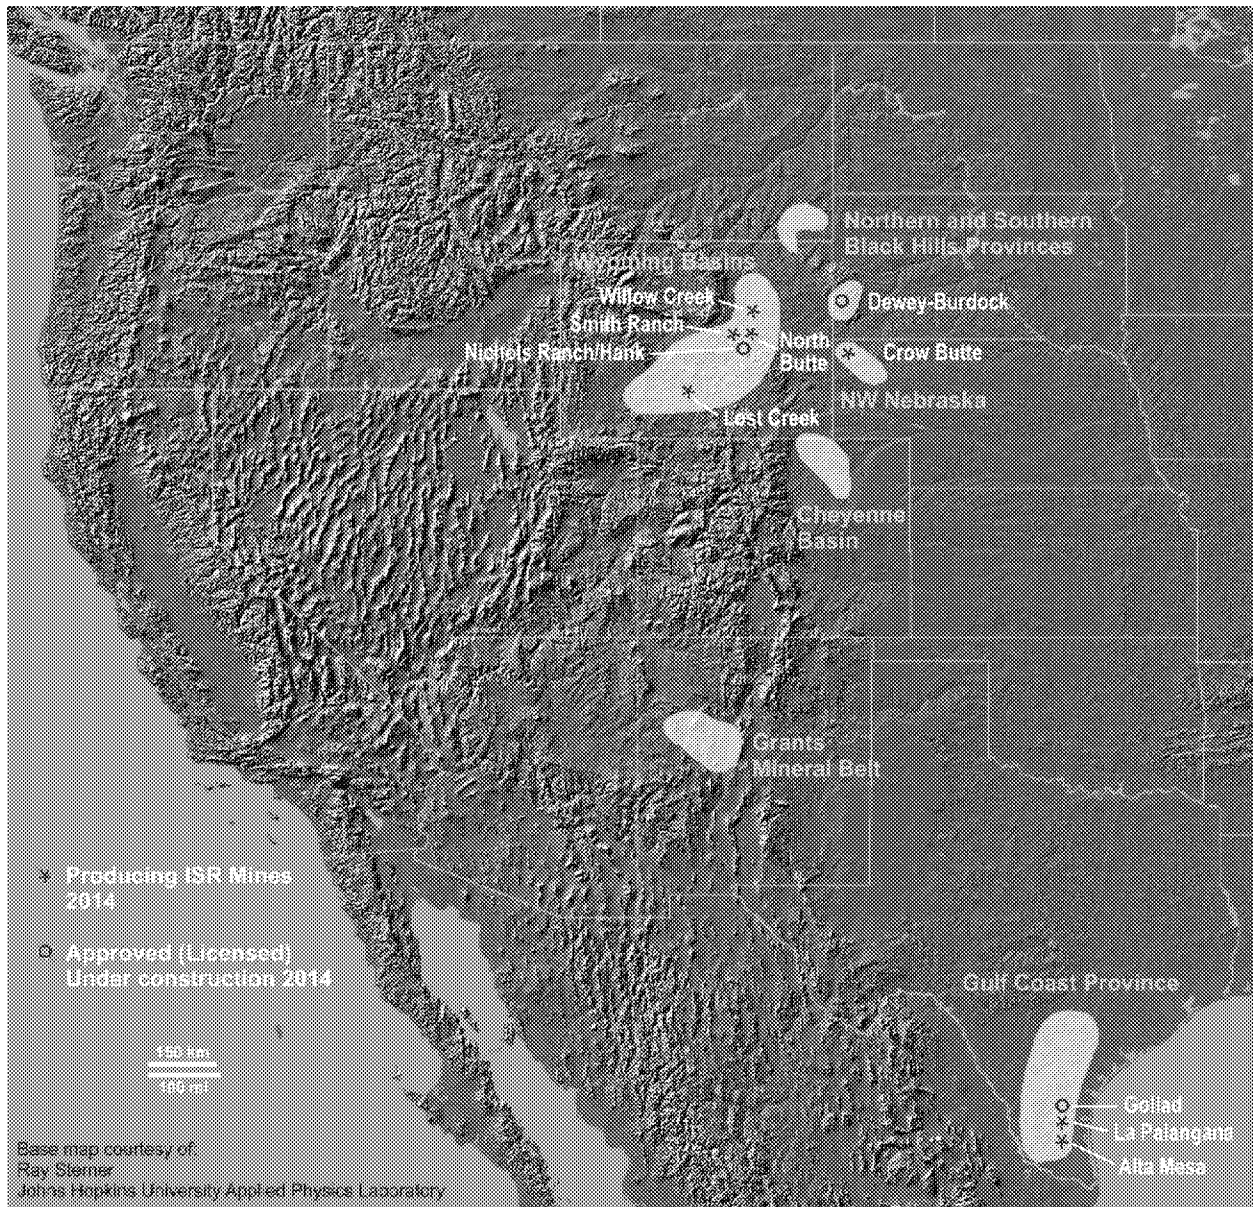 Northern and Southern
Black Hills Provinces
Wyoming Basins
Willow Creek
Dewey-Burdock
Smith Ranch
North
Butte
Nichols Ranch/Hank
Crow Butte
NW Nebraska
Lost Creek
Cheyenne
Basin
Grants
Mineral Belt
Producing ISR Mines
2014
Approved (Licensed)
Under construction 2014
Gulf Coast Province
150 km
100 mi
Goliad
La Palangana
Alta Mesa
Base map courtesy of:
Ray Sterner
Johns Hopkins University Applied Physics Laboratory